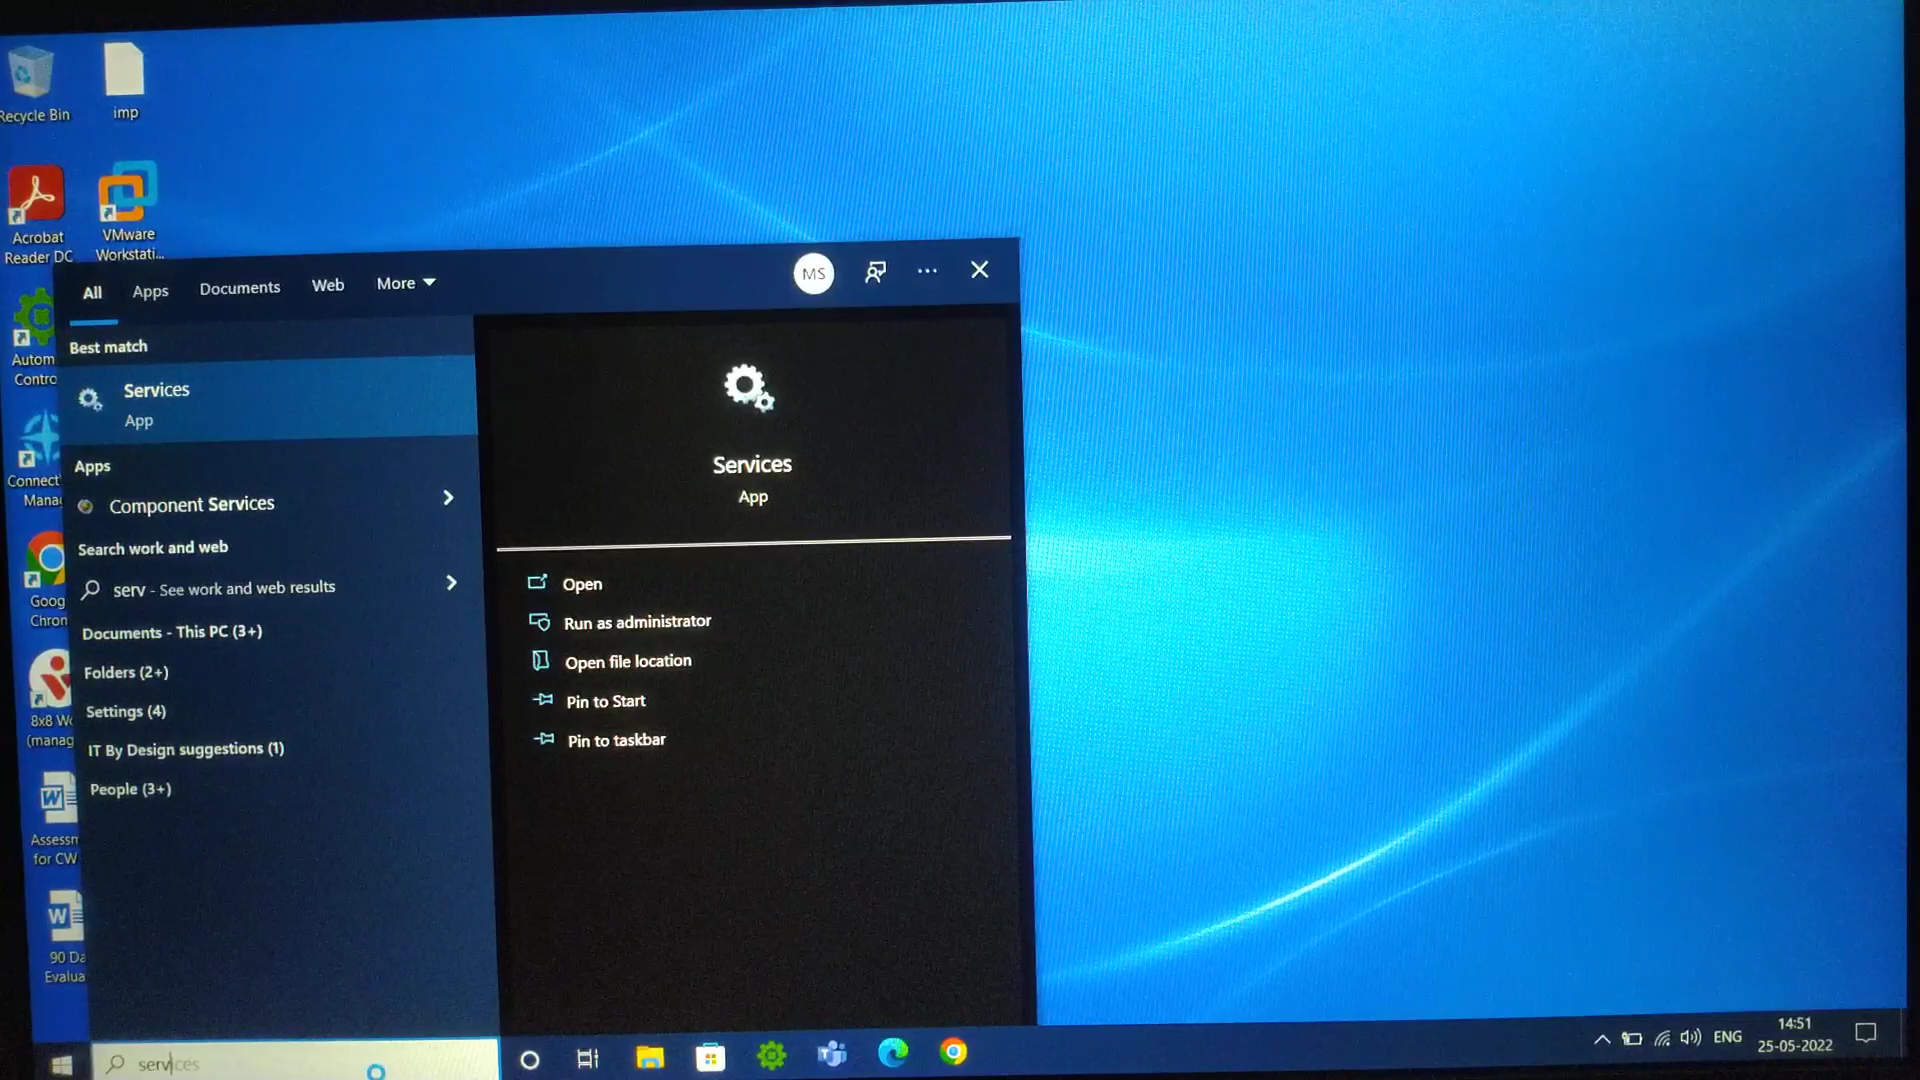 Recycle Bin
imp
Acrobat
Reader DC
VMware
Workstati...
Autom
Contro
Connect
Mana
Goog
Chron
8x8 Wo
(manag
Assessm
for CW
90 Da
Evalua
All
Apps
Documents
Web
More
MS
Best match
Services
App
Apps
Component Services
Search work and web
serv - See work and web results
Documents - This PC (3+)
Folders (2+)
Settings (4)
IT By Design suggestions (1)
People (3+)
Services
App
Open
Run as administrator
Open file location
Pin to Start
Pin to taskbar
services
ENG
14:51
25-05-2022